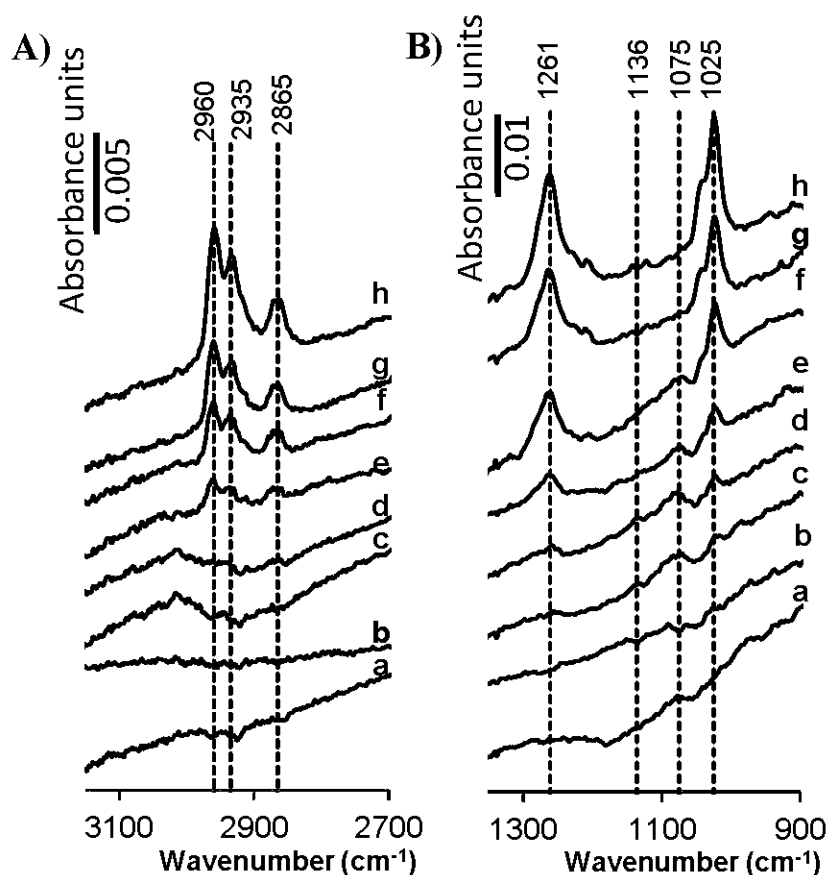 A)
Absorbance units
0.005
2960
2935
2865
h
g
f
e
d
c
b
a
3100
2900
2700
Wavenumber (cm⁻¹)
B)
Absorbance units
0.01
1261
1136
1075
1025
h
g
f
e
d
c
b
a
1300
1100
900
Wavenumber (cm⁻¹)